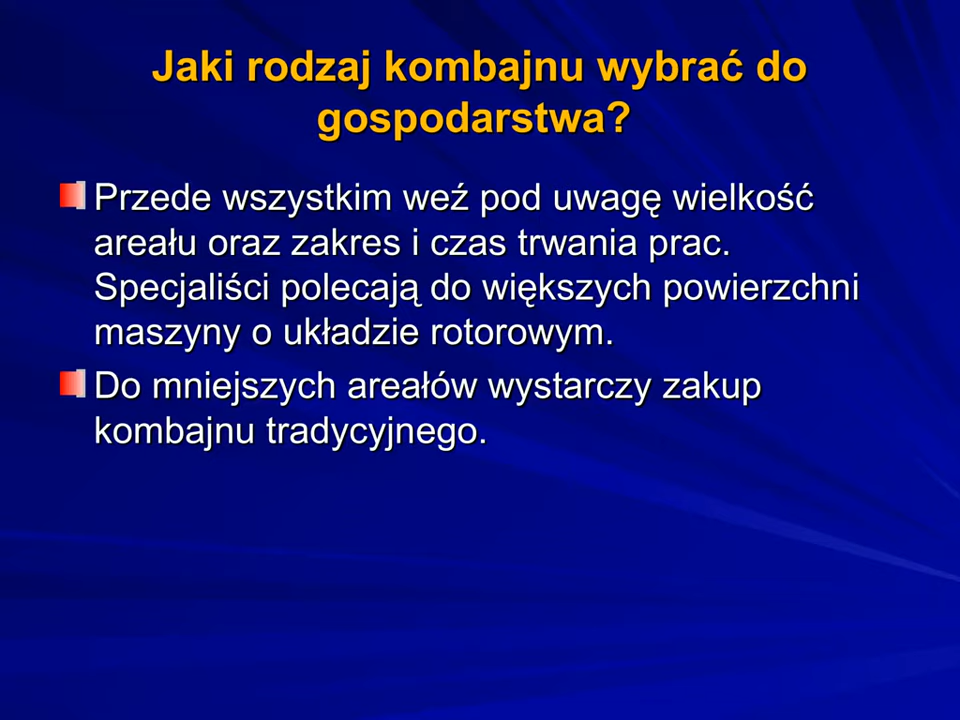 Jaki rodzaj kombajnu wybrać do
gospodarstwa?
Przede wszystkim weź pod uwagę wielkość
areału oraz zakres i czas trwania prac.
Specjaliści polecają do większych powierzchni
maszyny o układzie rotorowym.
Do mniejszych areałów wystarczy zakup
kombajnu tradycyjnego.